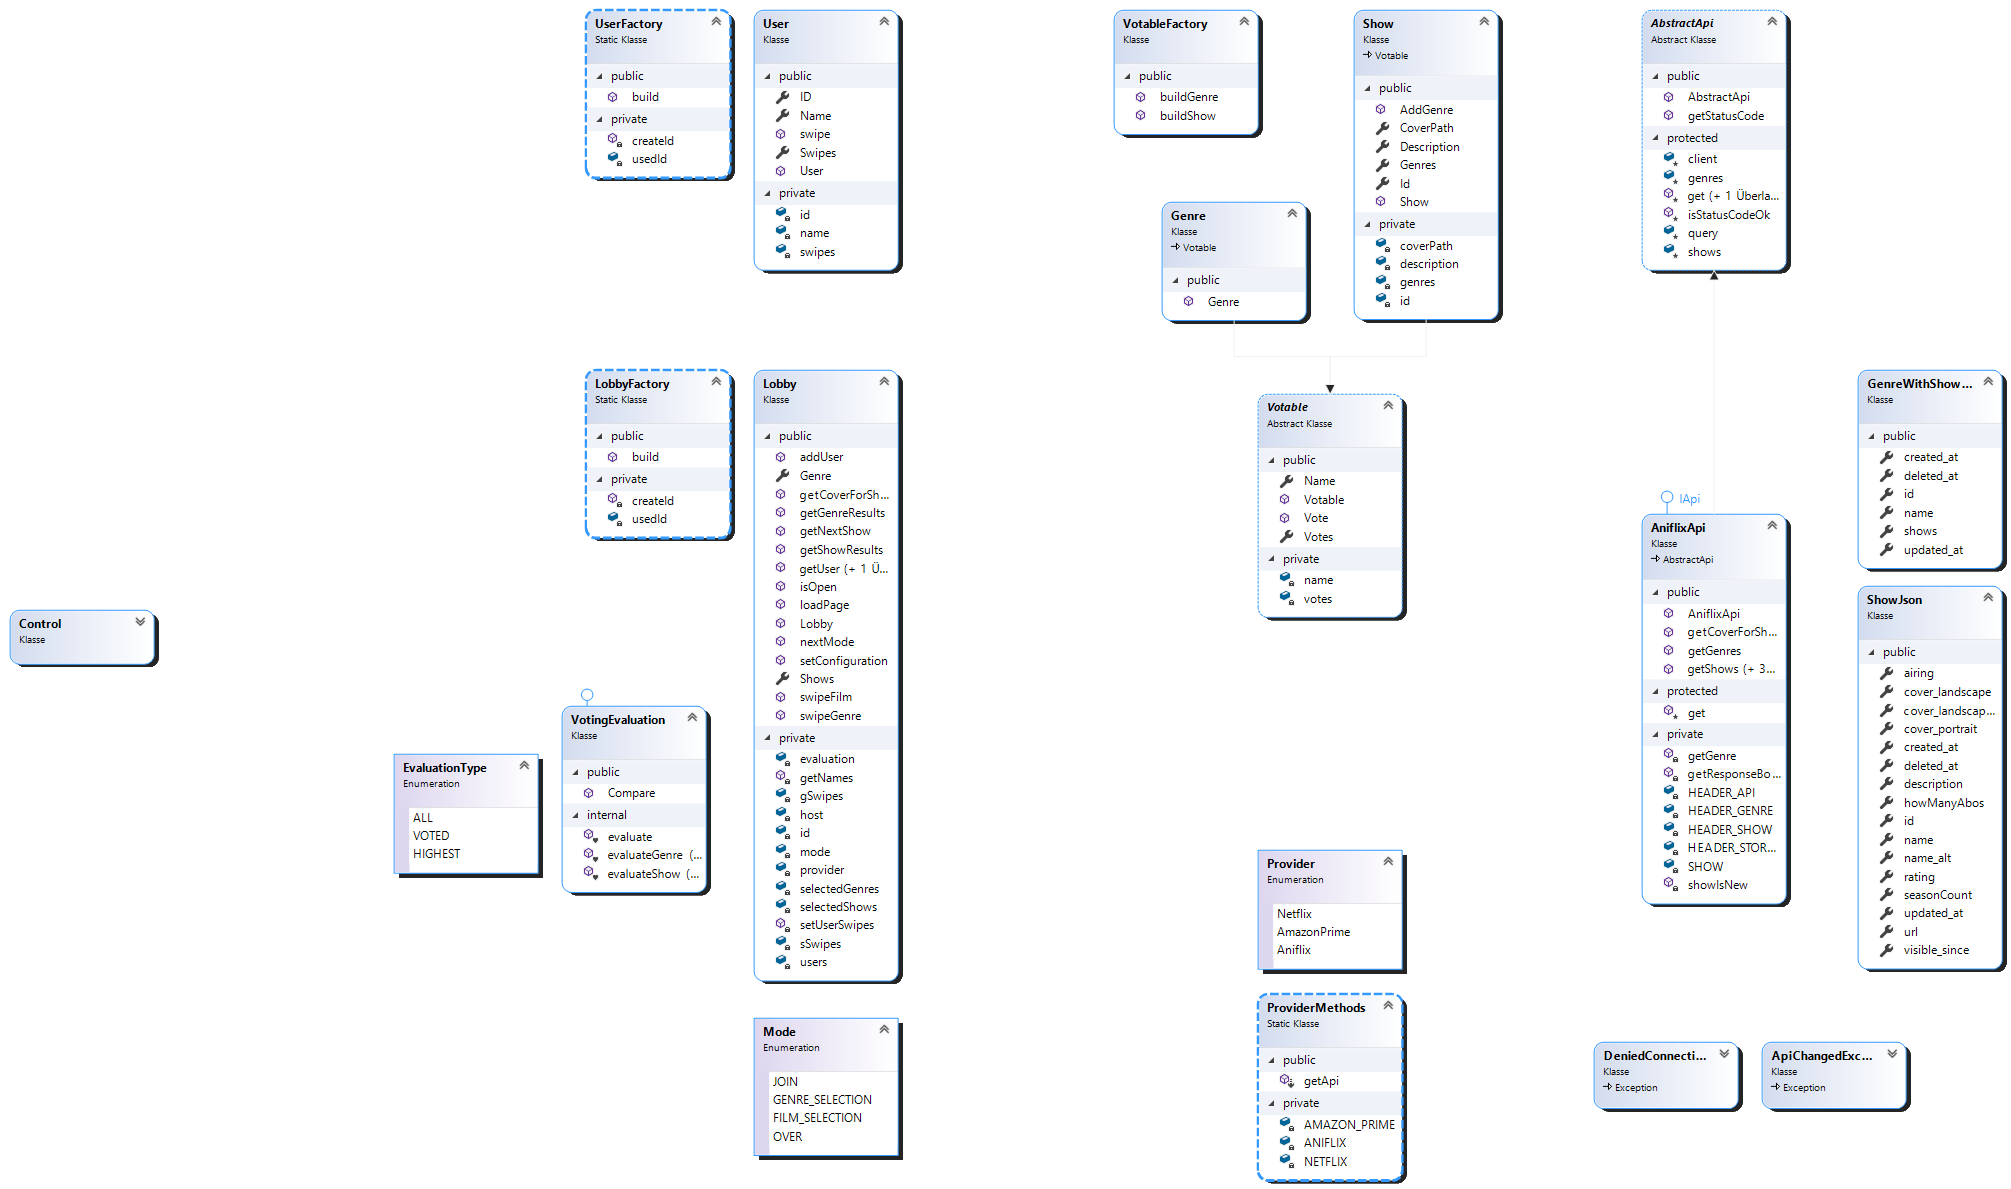 UserFactory
Static Klasse
public
build
private
createId
usedId
User
Klasse
public
ID
Name
swipe
Swipes
User
private
id
name
swipes
VotableFactory
Klasse
public
buildGenre
buildShow
Show
Klasse
Votable
public
AddGenre
CoverPath
Description
Genres
Id
Show
private
coverPath
description
genres
id
AbstractApi
Abstract Klasse
public
AbstractApi
getStatusCode
protected
client
genres
get (+ 1 Überla...
isStatusCodeOk
query
shows
Genre
Klasse
Votable
public
Genre
LobbyFactory
Static Klasse
public
build
private
createId
usedId
Lobby
Klasse
public
addUser
Genre
getCoverForSh...
getGenreResults
getNextShow
getShowResults
getUser (+ 1 Ü...
isOpen
loadPage
Lobby
nextMode
setConfiguration
Shows
swipeFilm
swipeGenre
private
evaluation
getNames
gSwipes
host
id
mode
provider
selectedGenres
selectedShows
setUserSwipes
sSwipes
users
Votable
Abstract Klasse
public
Name
Votable
Vote
Votes
private
name
votes
GenreWithShow...
Klasse
public
created_at
deleted_at
id
name
shows
updated_at
IApi
AniflixApi
Klasse
AbstractApi
public
AniflixApi
getCoverForSh...
getGenres
getShows (+ 3...
protected
get
private
getGenre
getResponseBo...
HEADER_API
HEADER_GENRE
HEADER_SHOW
HEADER_STOR...
SHOW
showIsNew
ShowJson
Klasse
public
airing
cover_landscape
cover_landscap...
cover_portrait
created_at
deleted_at
description
howManyAbos
id
name
name_alt
rating
seasonCount
updated_at
url
visible_since
Control
Klasse
EvaluationType
Enumeration
ALL
VOTED
HIGHEST
VotingEvaluation
Klasse
public
Compare
internal
evaluate
evaluateGenre (...
evaluateShow (...
Provider
Enumeration
Netflix
AmazonPrime
Aniflix
Mode
Enumeration
JOIN
GENRE_SELECTION
FILM_SELECTION
OVER
ProviderMethods
Static Klasse
public
getApi
private
AMAZON_PRIME
ANIFLIX
NETFLIX
DeniedConnecti...
Klasse
Exception
ApiChangedExc...
Klasse
Exception